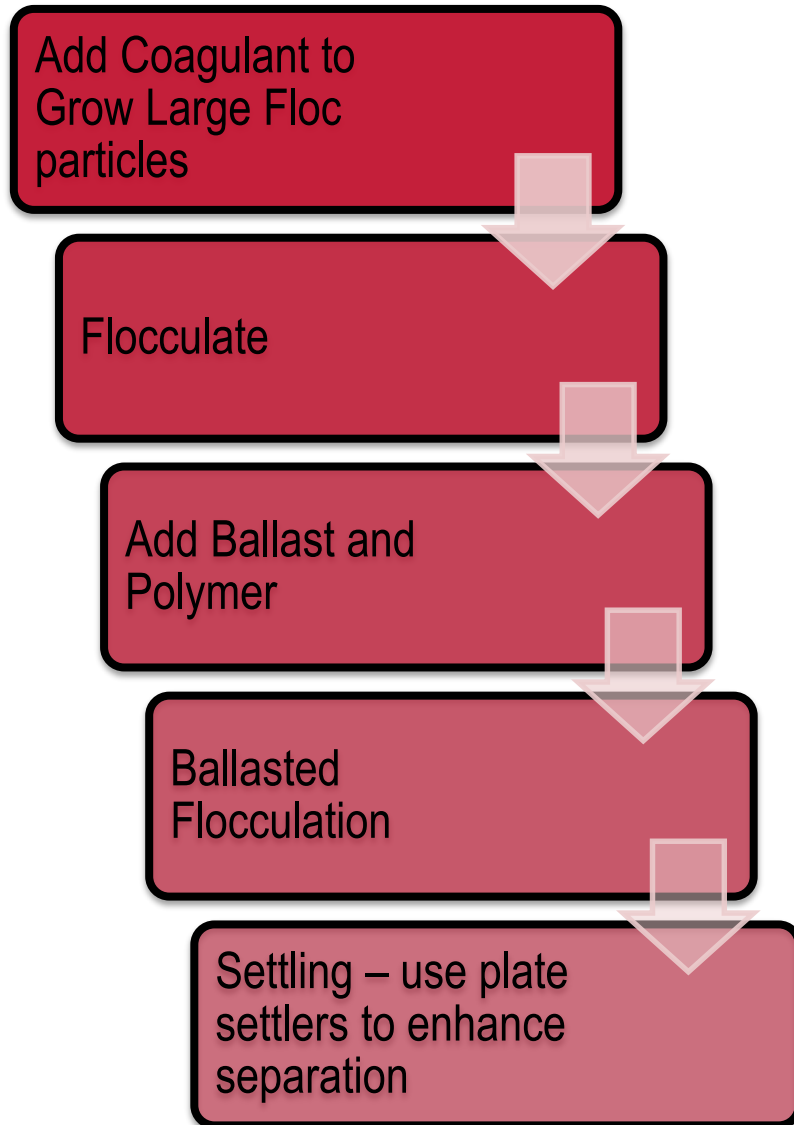 Add Coagulant to
Grow Large Floc
particles
Flocculate
Add Ballast and
Polymer
Ballasted
Flocculation
Settling – use plate
settlers to enhance
separation